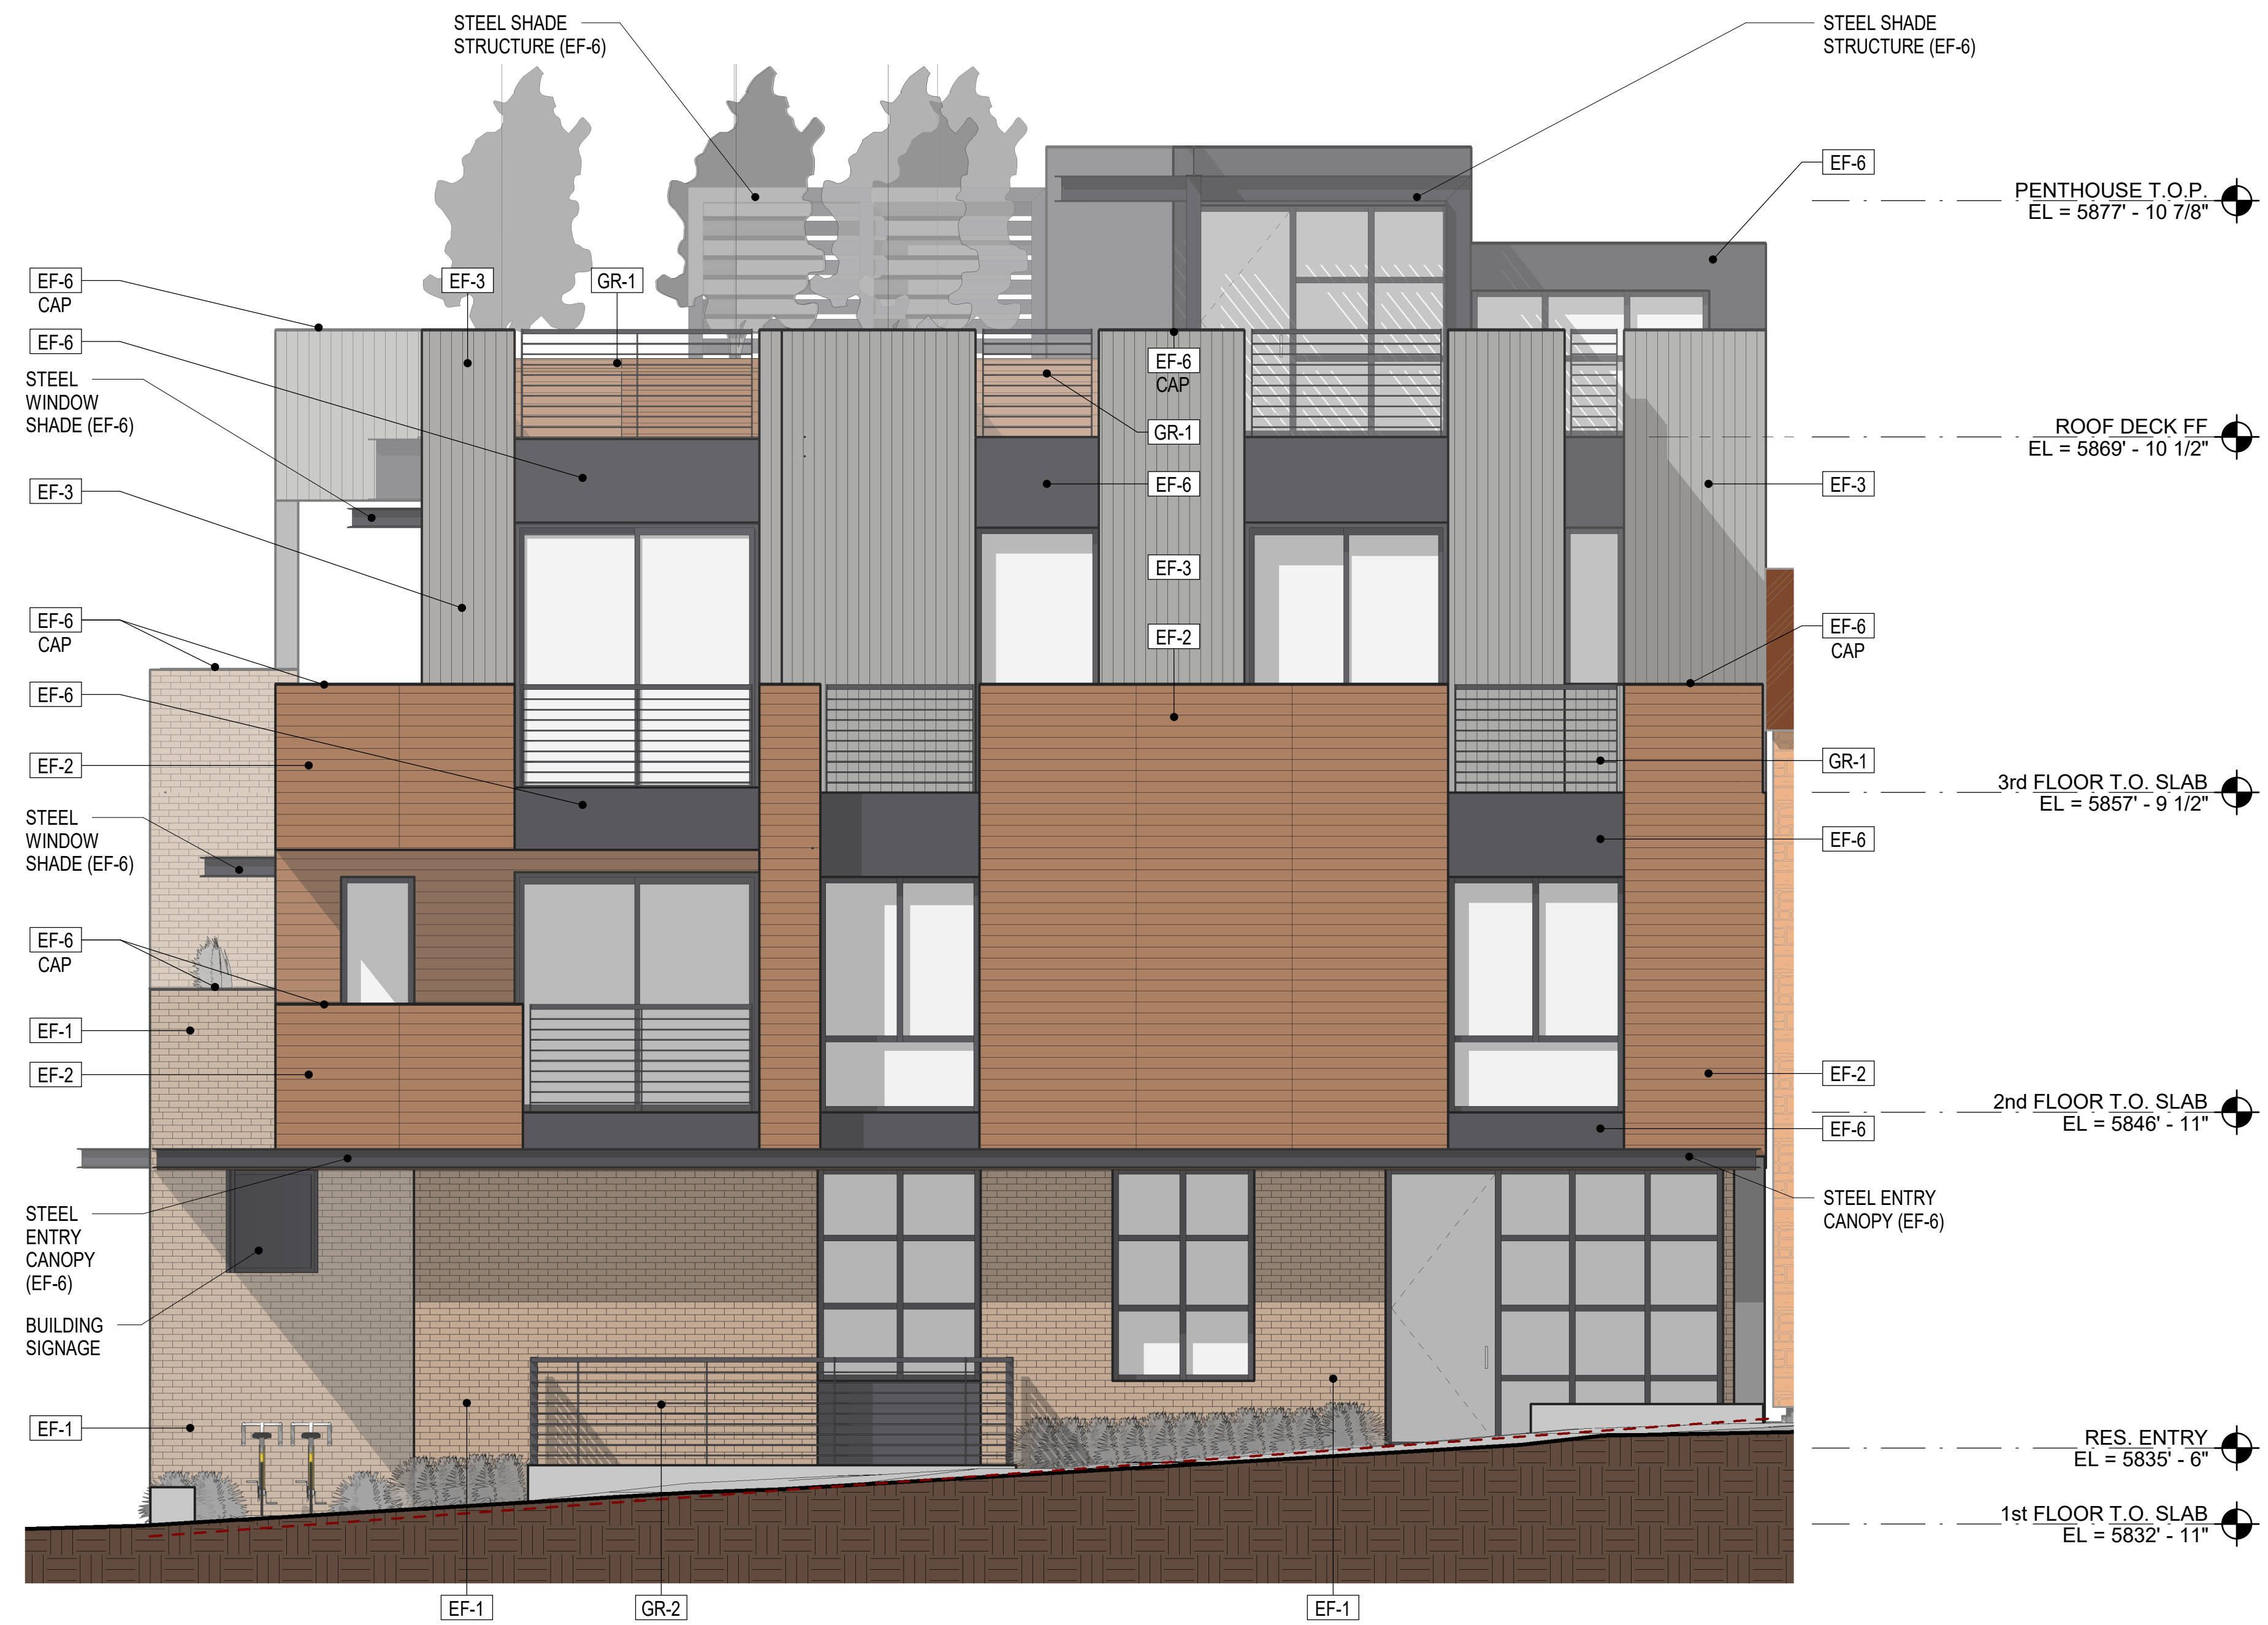 STEEL SHADE
STRUCTURE (EF-6)
STEEL SHADE
STRUCTURE (EF-6)
EF-6
PENTHOUSE T.O.P.
EL = 5877' - 10 7/8"
EF-6
CAP
EF-3
GR-1
EF-6
STEEL
WINDOW
SHADE (EF-6)
EF-6
CAP
GR-1
ROOF DECK FF
EL = 5869' - 10 1/2"
EF-3
EF-6
EF-3
EF-3
EF-6
CAP
EF-2
EF-6
CAP
EF-6
EF-2
GR-1
3rd FLOOR T.O. SLAB
EL = 5857' - 9 1/2"
STEEL
WINDOW
SHADE (EF-6)
EF-6
EF-6
CAP
EF-1
EF-2
EF-2
2nd FLOOR T.O. SLAB
EL = 5846' - 11"
EF-6
STEEL
ENTRY
CANOPY
(EF-6)
STEEL ENTRY
CANOPY (EF-6)
BUILDING
SIGNAGE
EF-1
RES. ENTRY
EL = 5835' - 6"
1st FLOOR T.O. SLAB
EL = 5832' - 11"
EF-1
GR-2
EF-1